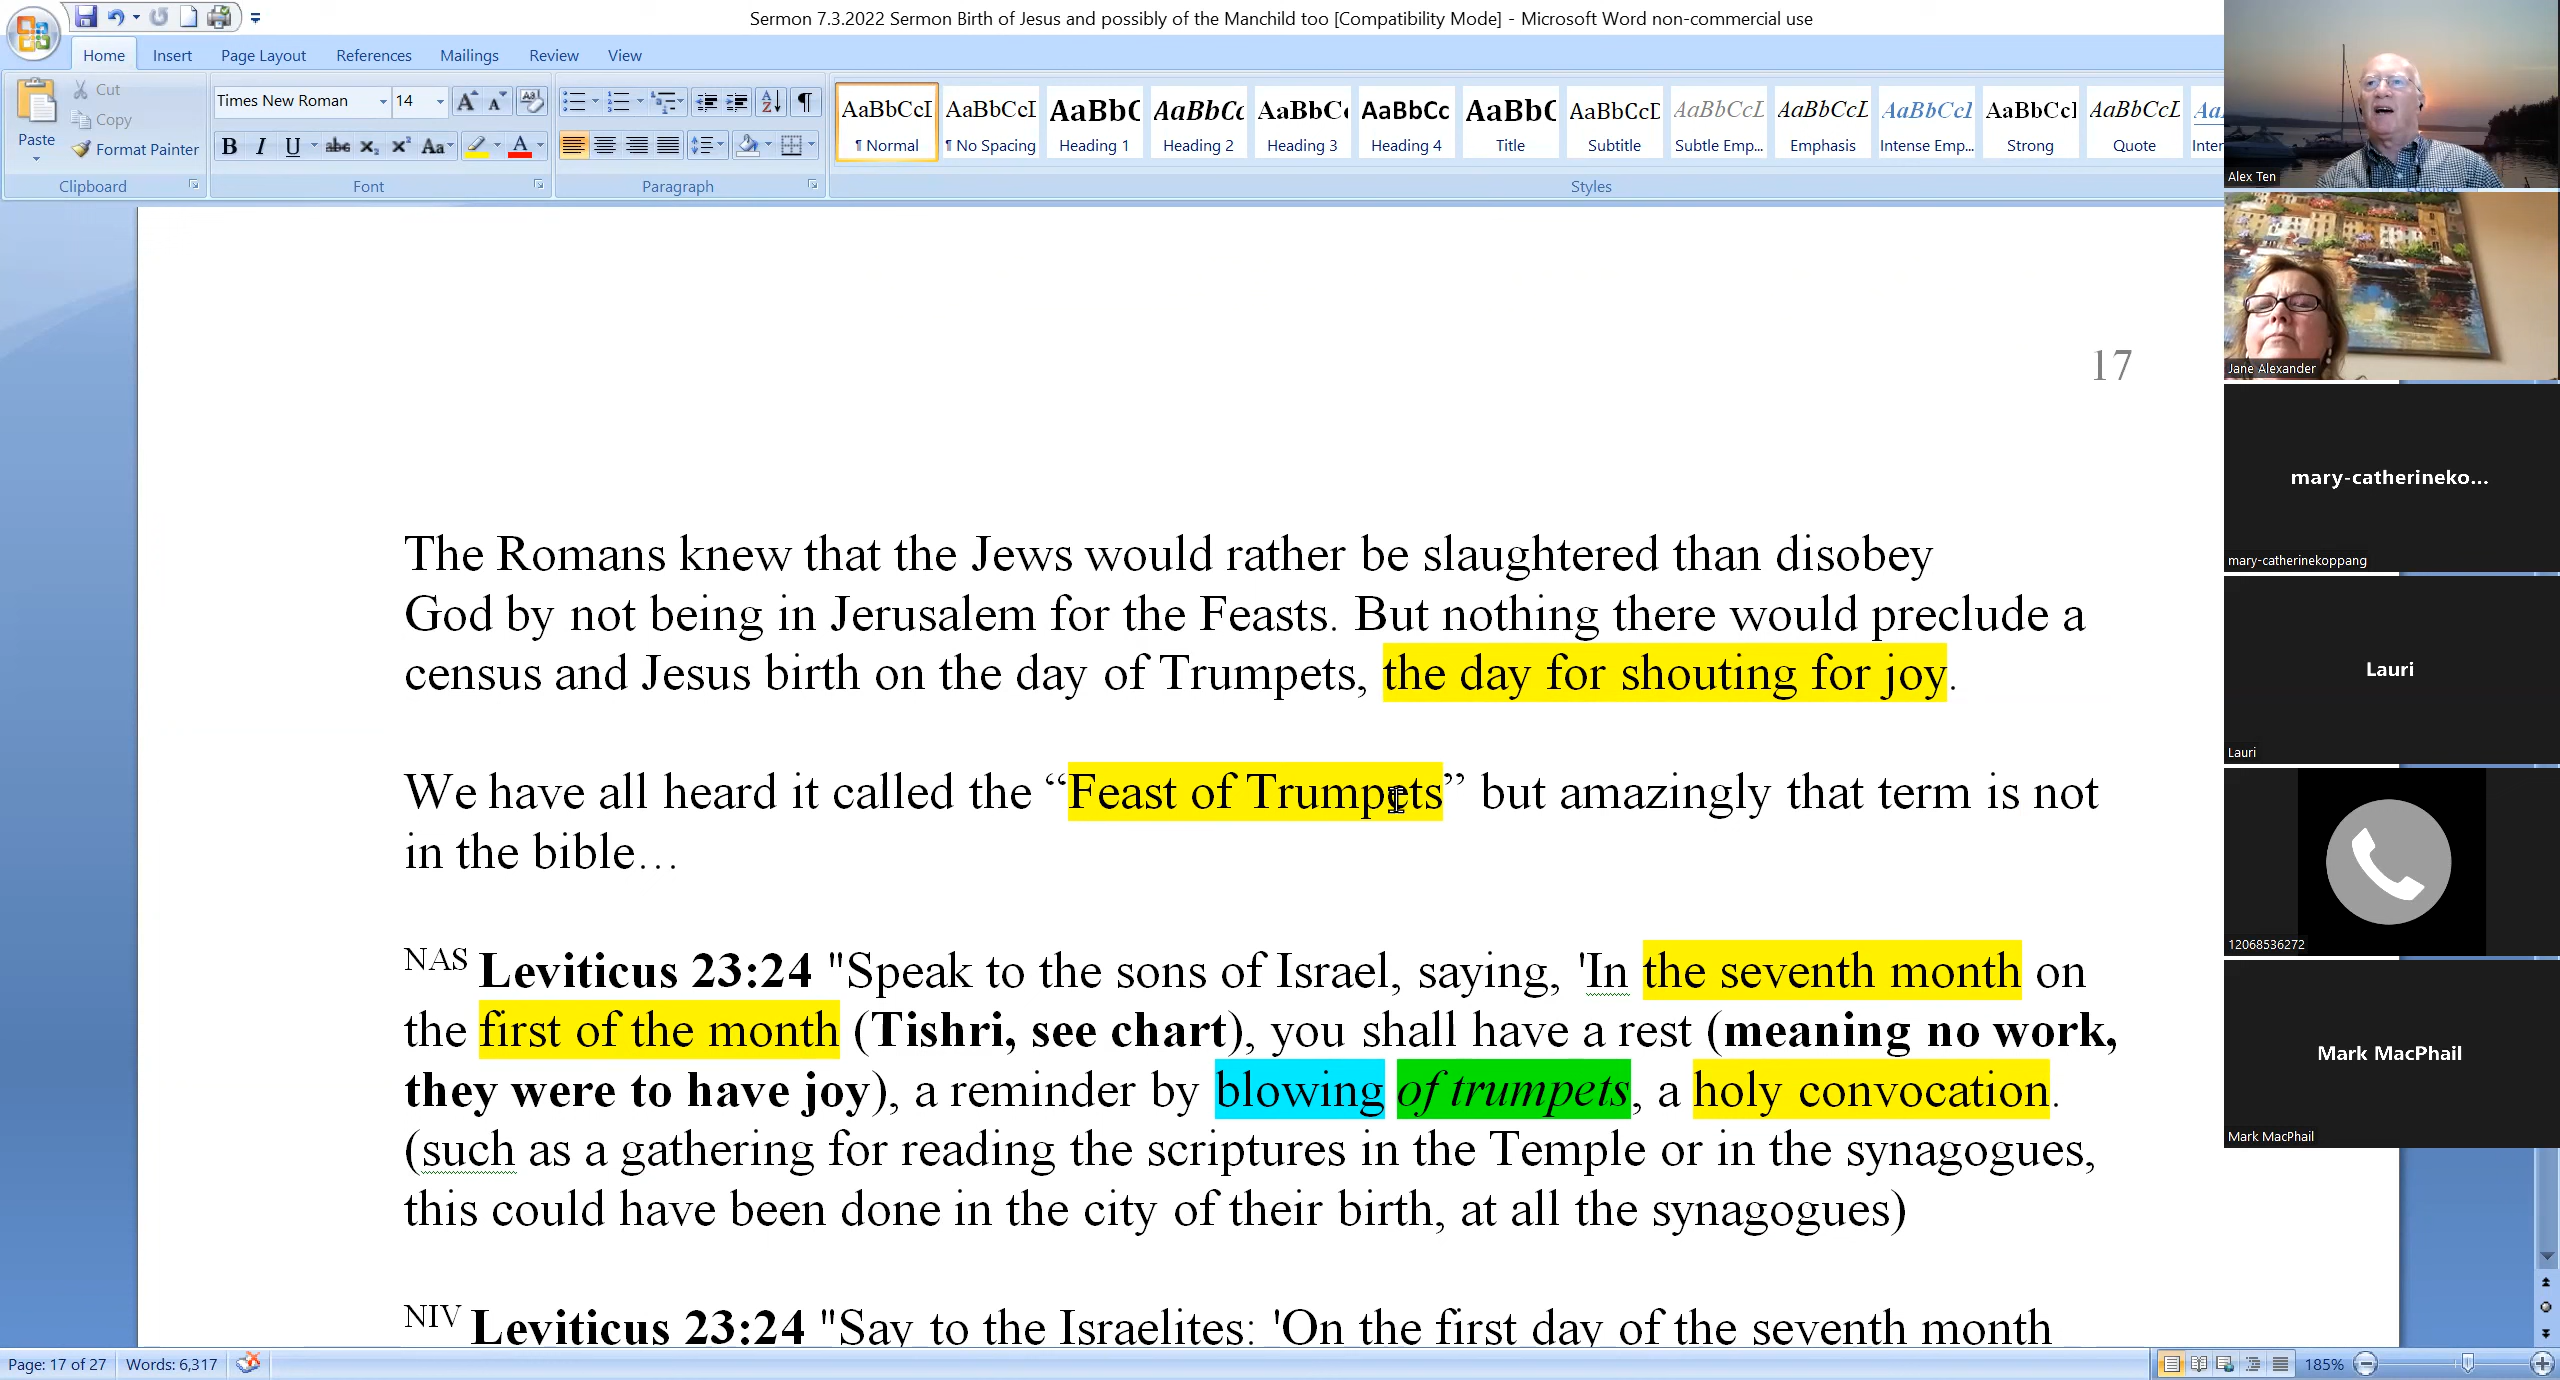 Sermon 7.3.2022 Sermon Birth of Jesus and possibly of the Manchild too [Compatibility Mode] - Microsoft Word non-commercial use
Home Insert Page Layout References Mailings Review View
Paste
Cut
Copy
Format Painter
Clipboard
Times New Roman 14
Font
Paragraph
AaBbCcI AaBbCcI AaBbC AaBbCc AaBbC AaBbCc AaBbC AaBbCcD AaBbCcL AaBbCcL AaBbCcI AaBbCcI AaBbCcL
¶ Normal ¶ No Spacing Heading 1 Heading 2 Heading 3 Heading 4 Title Subtitle Subtle Emp... Emphasis Intense Emp... Strong Quote Inter
Styles
17
The Romans knew that the Jews would rather be slaughtered than disobey
God by not being in Jerusalem for the Feasts. But nothing there would preclude a
census and Jesus birth on the day of Trumpets, the day for shouting for joy.
We have all heard it called the “Feast of Trumpets” but amazingly that term is not
in the bible…
NAS Leviticus 23:24 "Speak to the sons of Israel, saying, 'In the seventh month on
the first of the month (Tishri, see chart), you shall have a rest (meaning no work,
they were to have joy), a reminder by blowing of trumpets, a holy convocation.
(such as a gathering for reading the scriptures in the Temple or in the synagogues,
this could have been done in the city of their birth, at all the synagogues)
NIV Leviticus 23:24 "Say to the Israelites: 'On the first day of the seventh month
Page: 17 of 27 Words: 6,317
185%
Alex Ten
Jane Alexander
mary-catherineko...
mary-catherinekoppang
Lauri
Lauri
12068536272
Mark MacPhail
Mark MacPhail